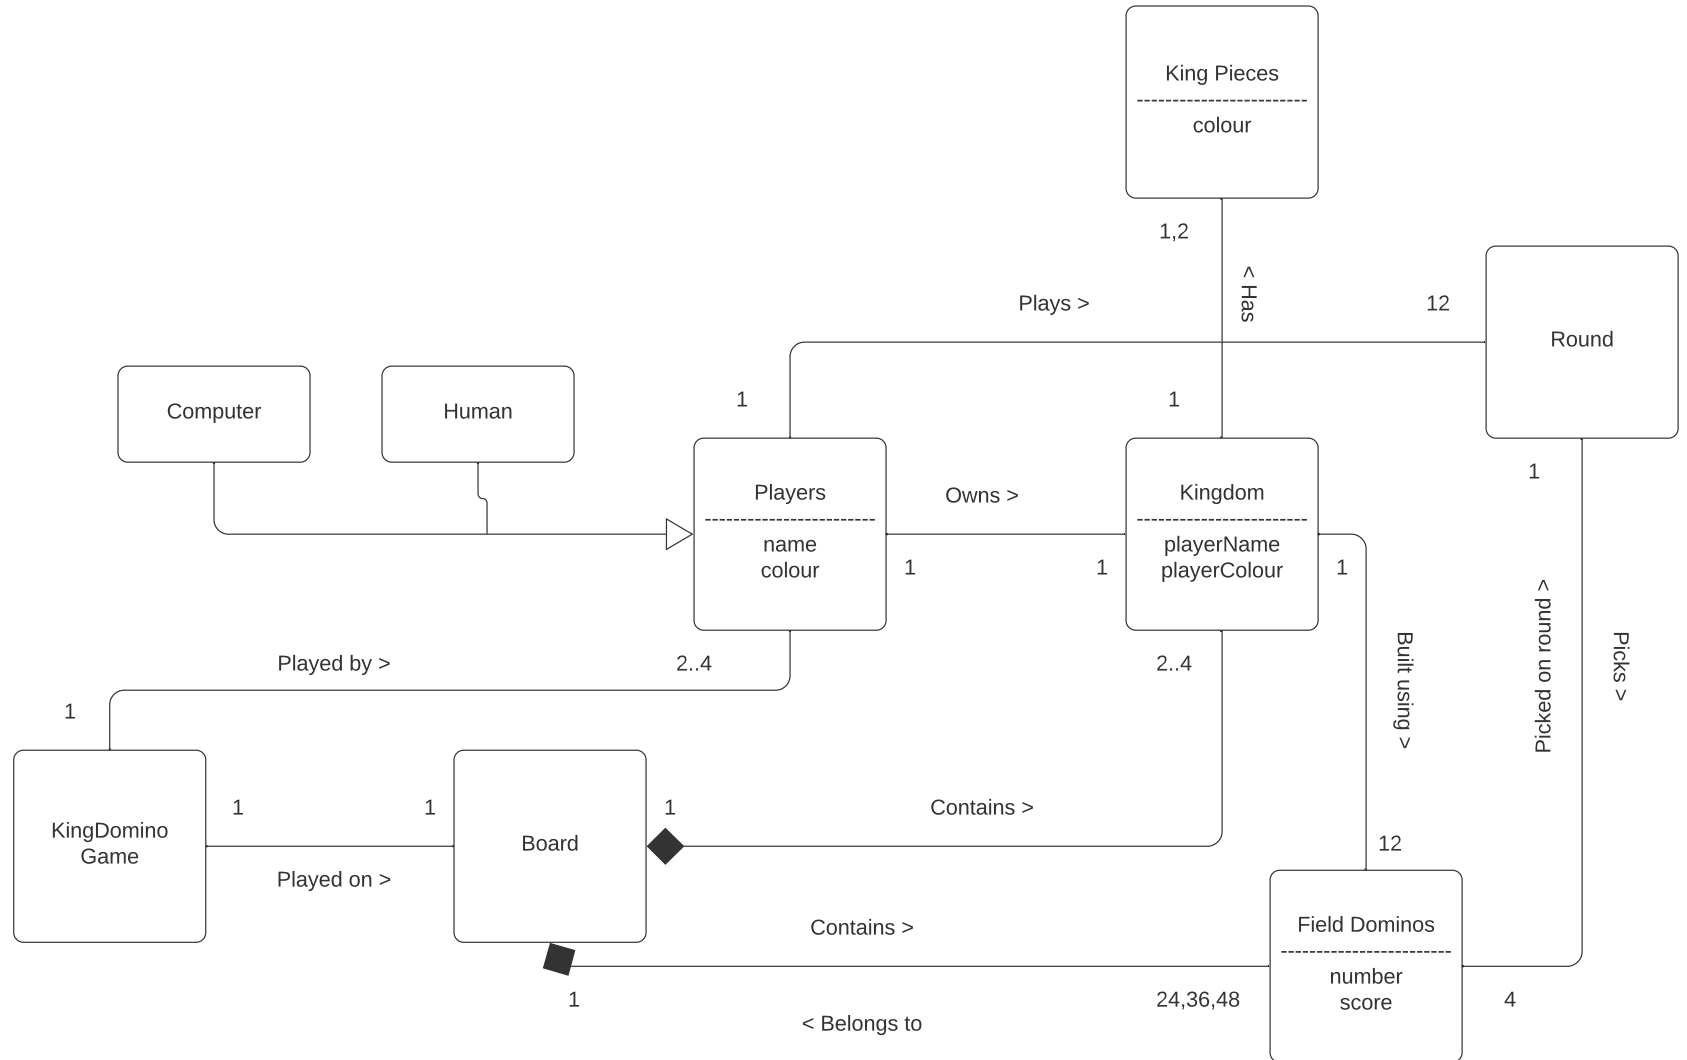 King Pieces
colour
1,2
< Has
Plays >
12
Round
Computer
Human
1
1
1
Players
name
colour
Owns >
1
1
Kingdom
playerName
playerColour
1
Built using >
Picked on round <
Picks >
Played by >
2..4
2..4
1
KingDomino
Game
1
1
Played on >
Board
1
Contains >
12
Contains >
1
24,36,48
< Belongs to
Field Dominos
number
score
4